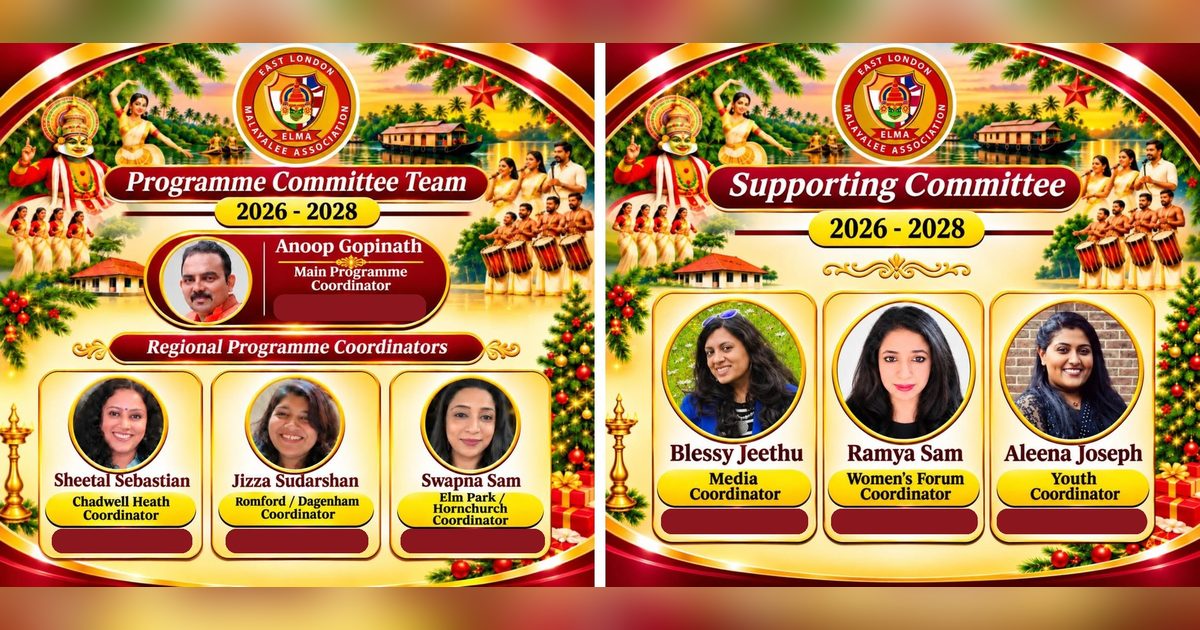 EAST LONDON
ELMA
MALAYALEE ASSOCIATION
Programme Committee Team
2026 - 2028
Anoop Gopinath
Main Programme
Coordinator
Regional Programme Coordinators
Sheetal Sebastian
Chadwell Heath
Coordinator
Jizza Sudarshan
Romford / Dagenham
Coordinator
Swapna Sam
Elm Park /
Hornchurch
Coordinator
EAST LONDON
ELMA
MALAYALEE ASSOCIATION
Supporting Committee
2026 - 2028
Blessy Jeethu
Media
Coordinator
Ramya Sam
Women's Forum
Coordinator
Aleena Joseph
Youth
Coordinator